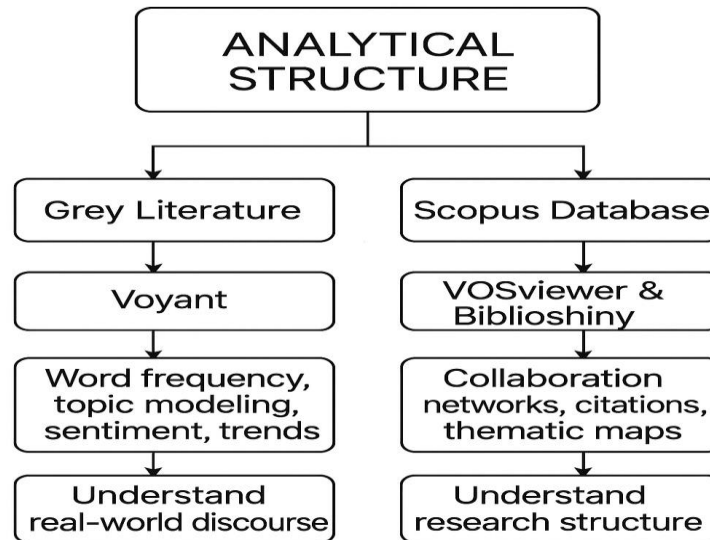 ANALYTICAL
STRUCTURE
Grey Literature
Scopus Database
Voyant
VOSviewer &
Biblioshiny
Word frequency,
topic modeling,
sentiment, trends
Collaboration
networks, citations,
thematic maps
Understand
real-world discourse
Understand
research structure